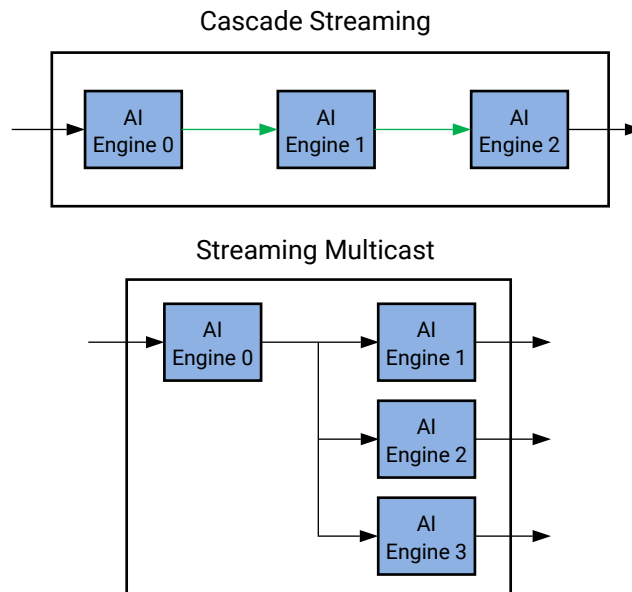 Cascade Streaming
AI
Engine 0
AI
Engine 1
AI
Engine 2
Streaming Multicast
AI
Engine 0
AI
Engine 1
AI
Engine 2
AI
Engine 3